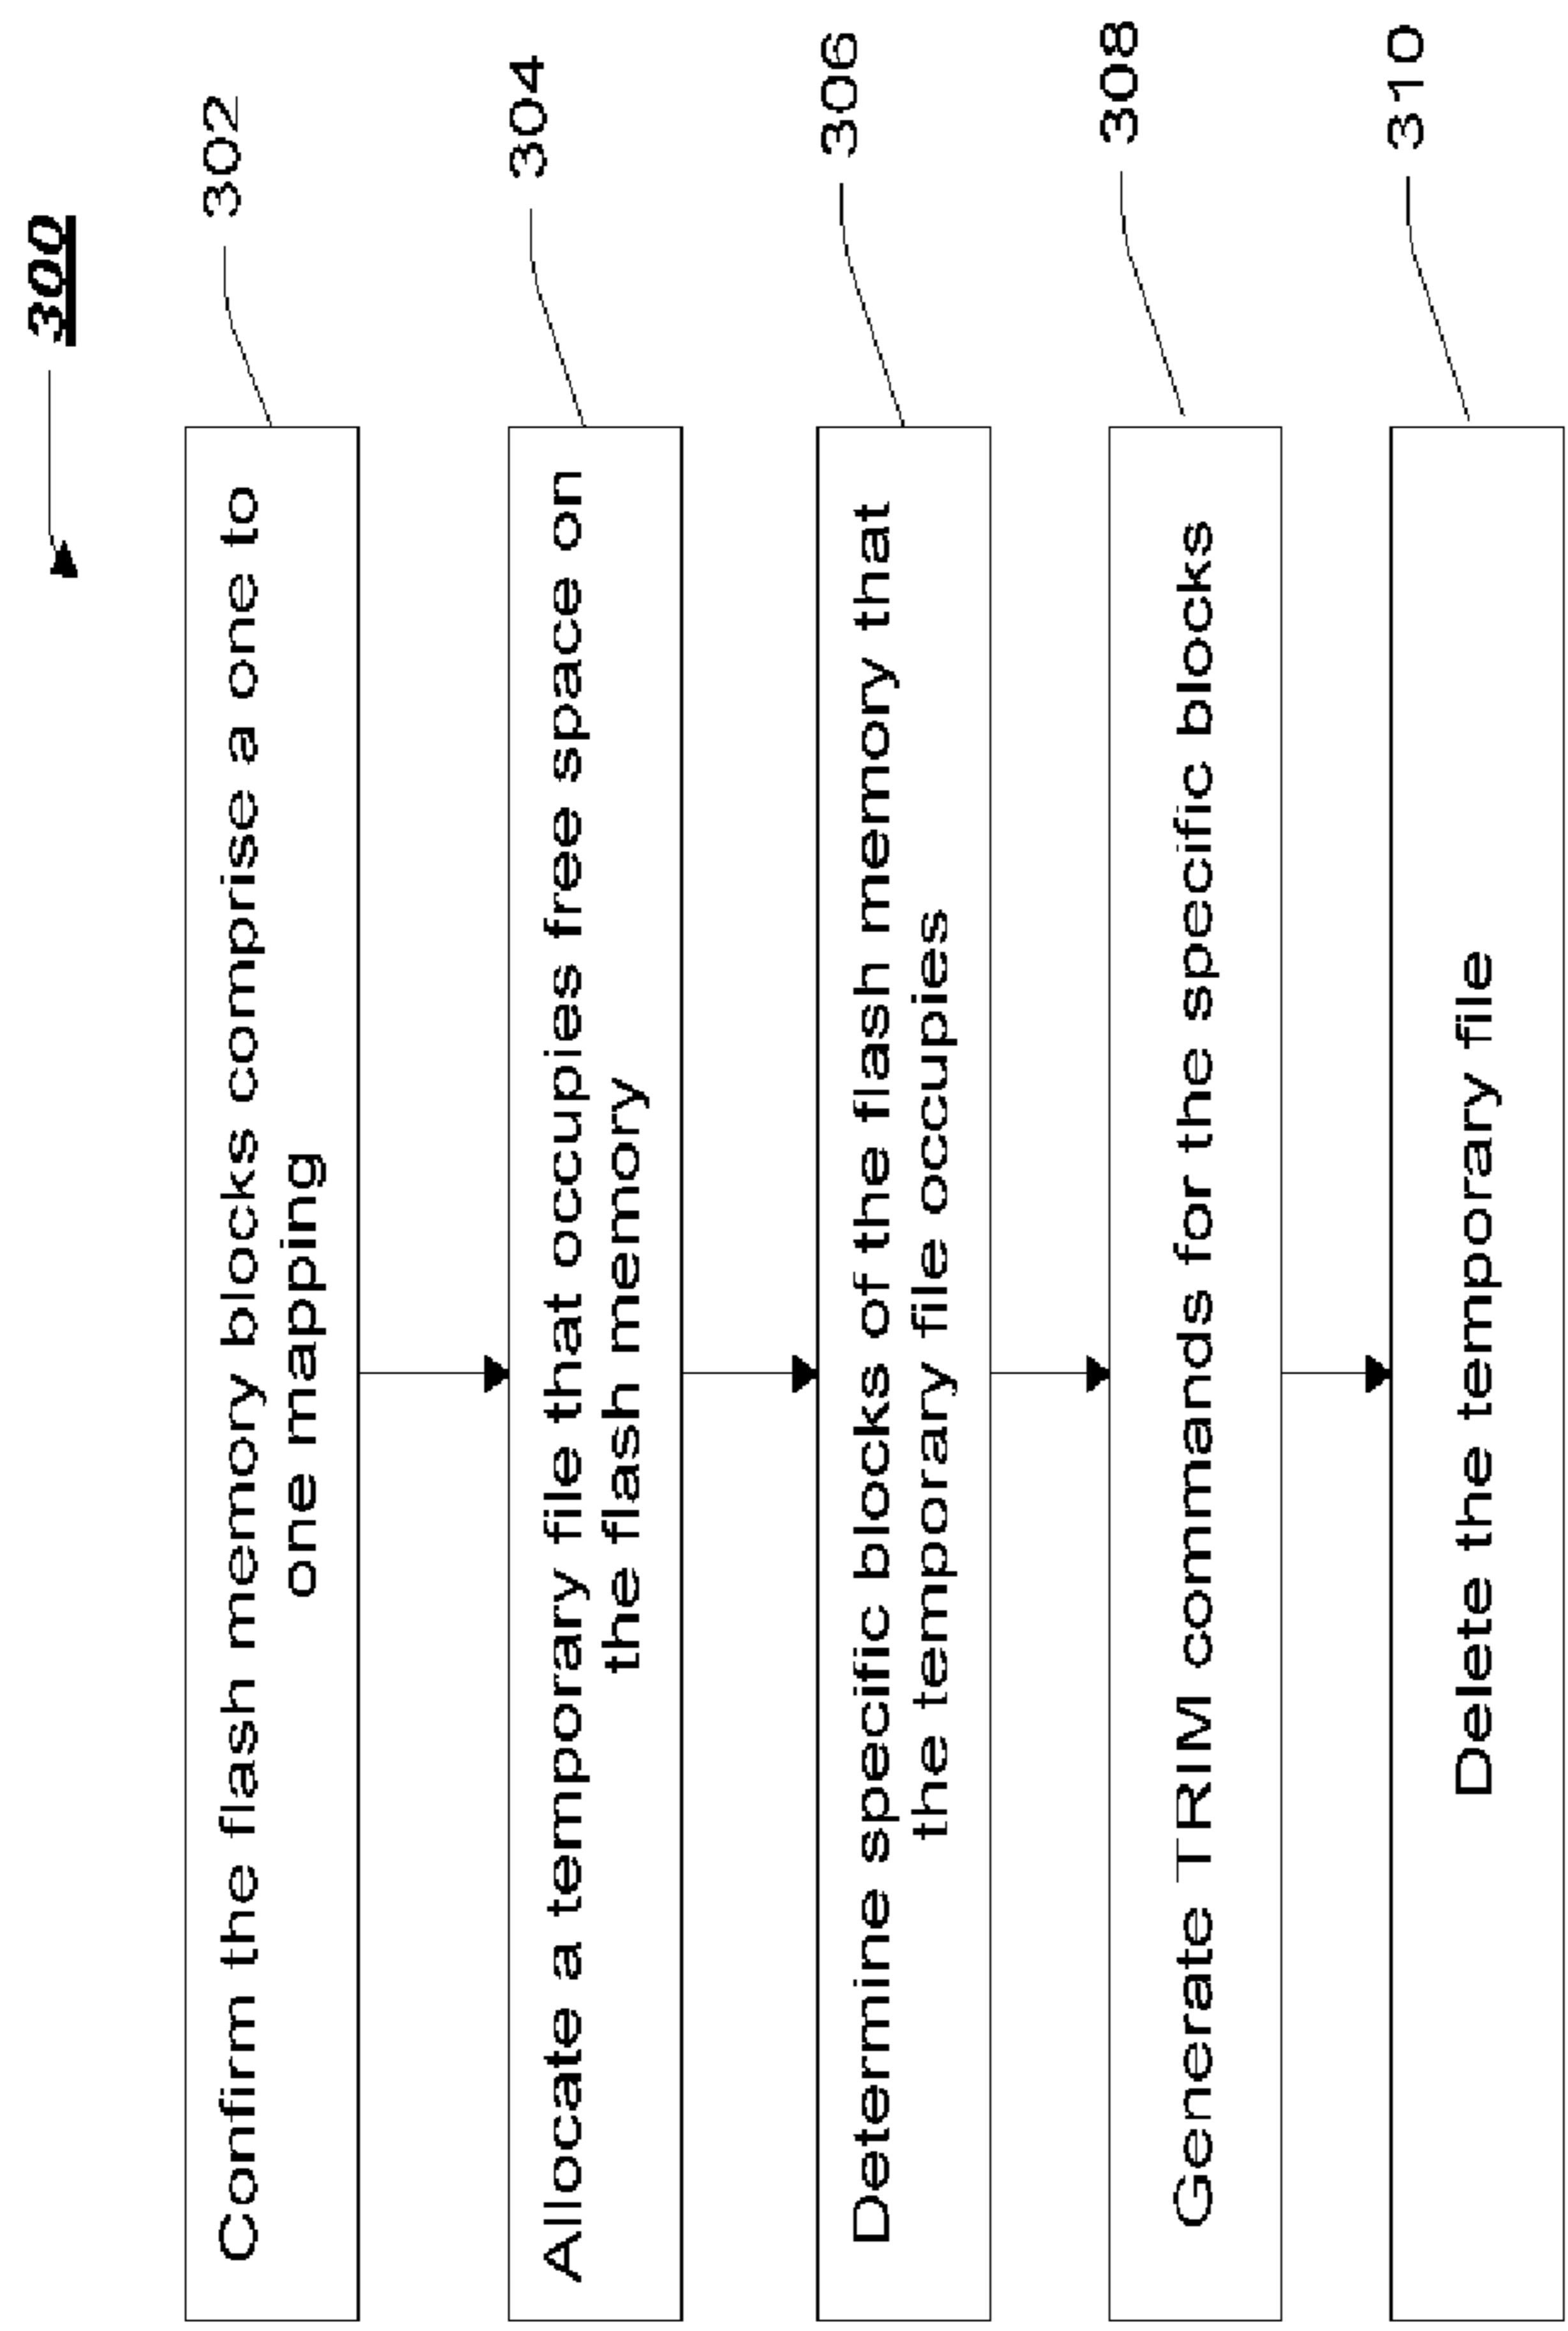 300
Confirm the flash memory blocks comprise a one to
one mapping
302
Allocate a temporary file that occupies free space on
the flash memory
304
Determine specific blocks of the flash memory that
the temporary file occupies
306
Generate TRIM commands for the specific blocks
308
Delete the temporary file
310